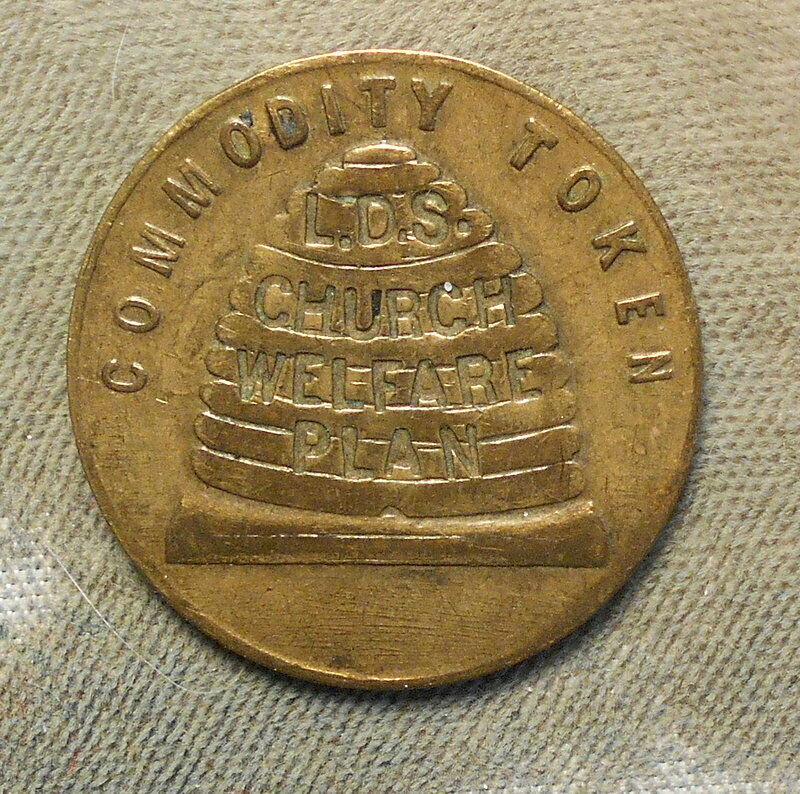 COMMODITY TOKEN
L.D.S.
CHURCH
WELFARE
PLAN